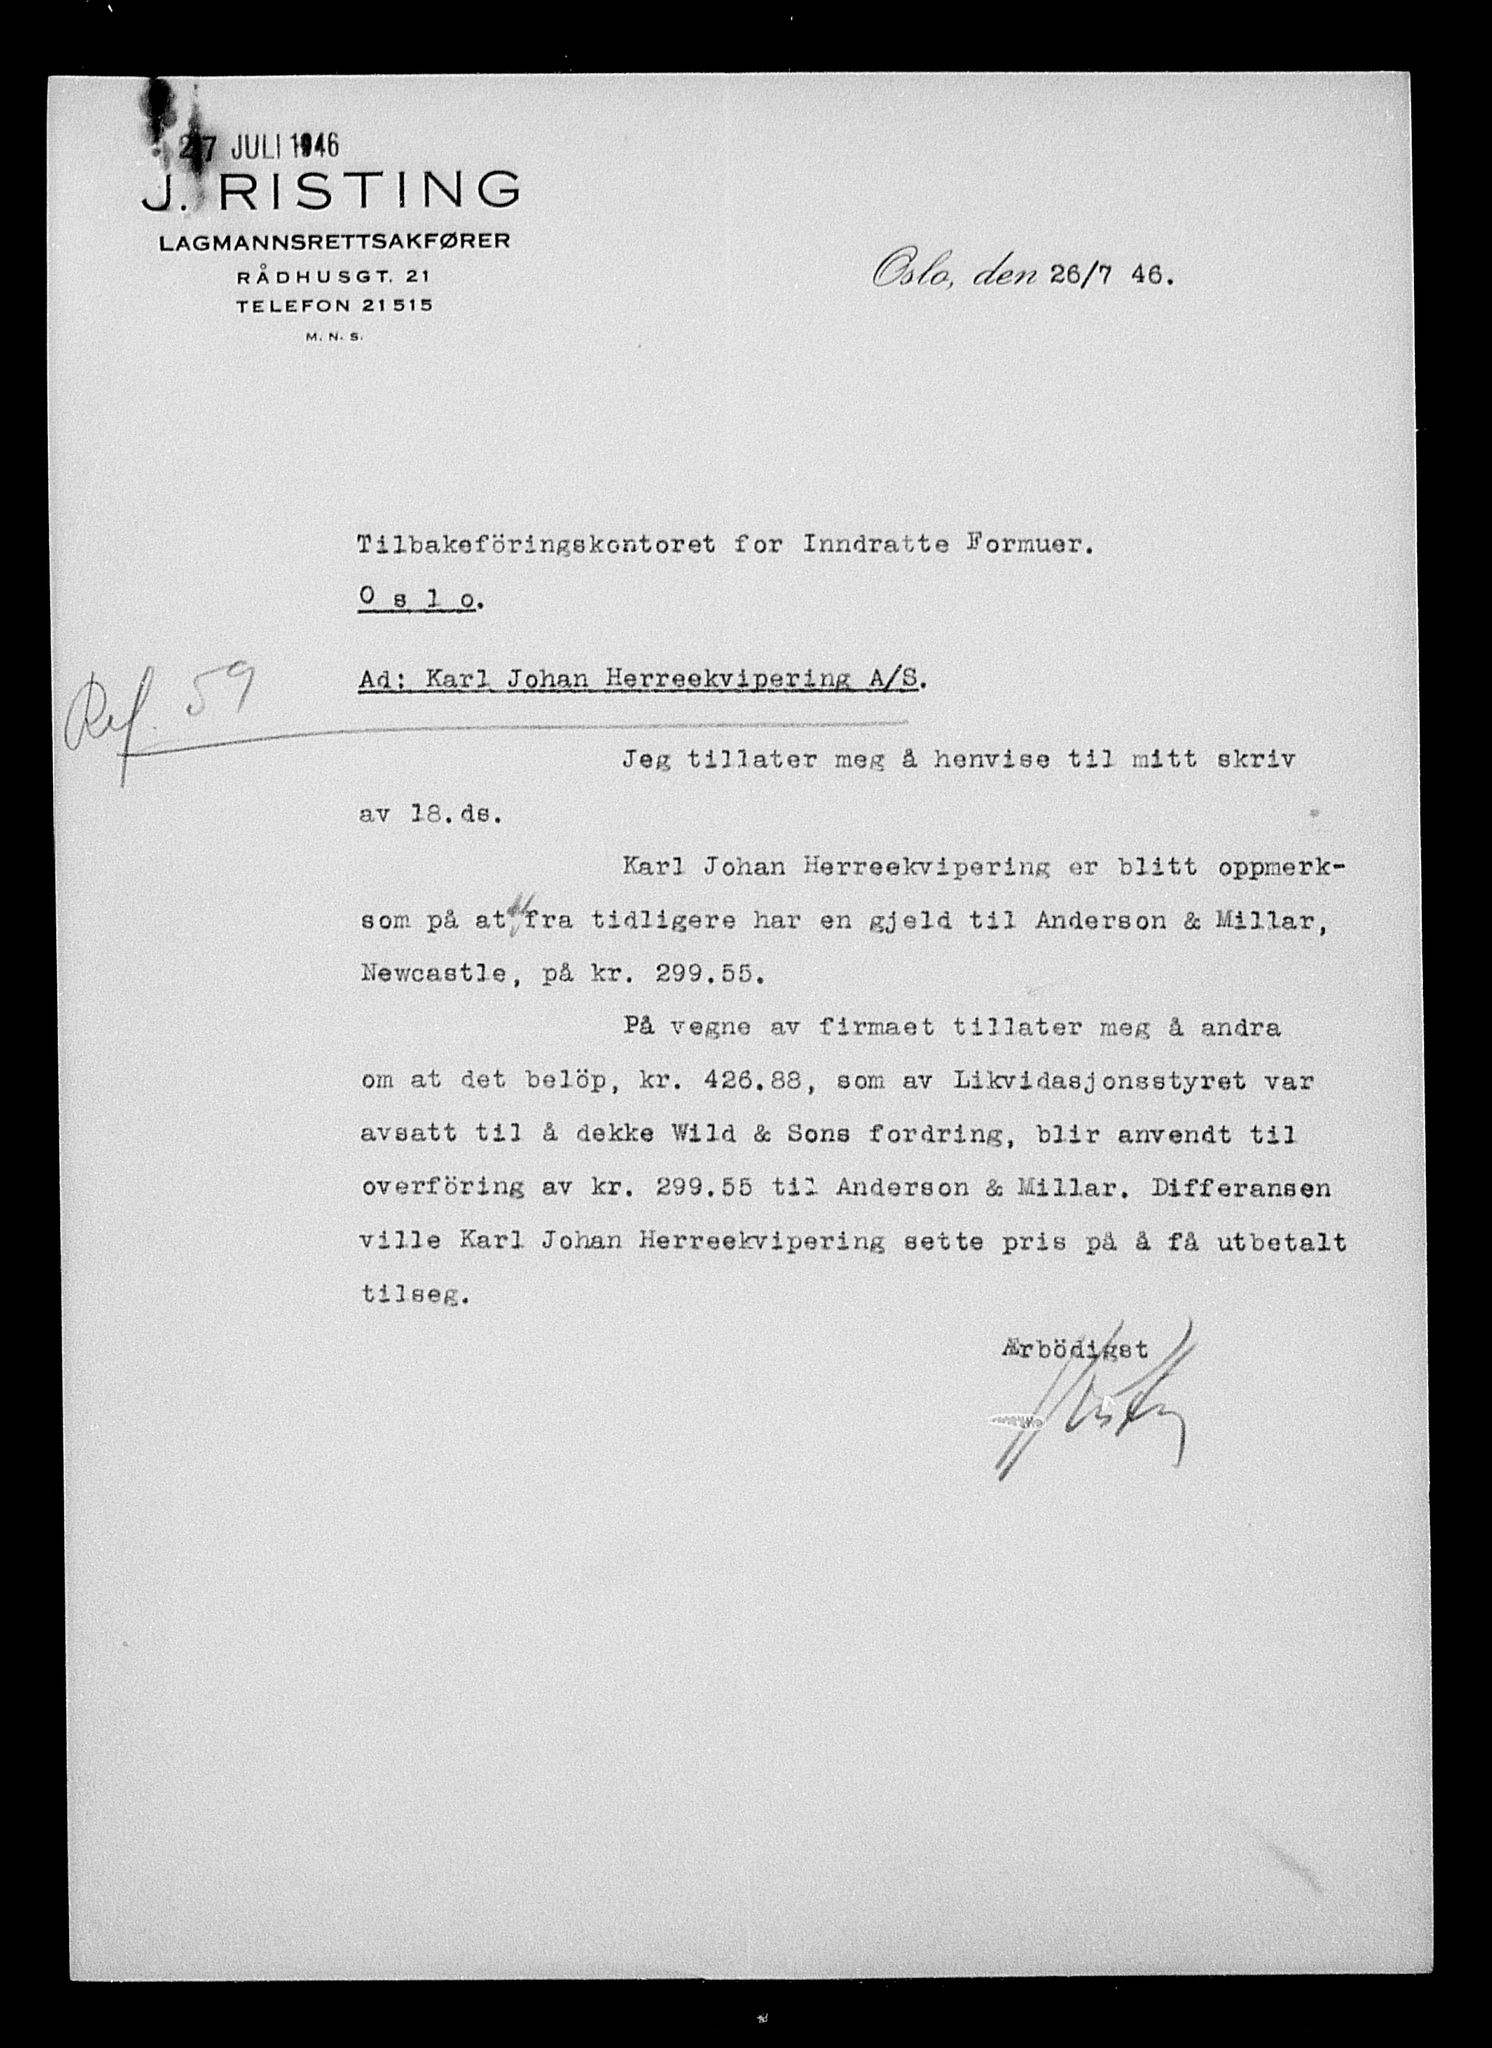 27 JULI 1946
J. RISTING
LAGMANNSRETTSAKFØRER
RÅDHUSGT. 21
TELEFON 21515
M. N. S.
Oslo, den 26/7 46.
Tilbakeföringskontoret for Inndratte Formuer.
O s l o.
Ad: Karl Johan Herreekvipering A/S.
Ref. 59
Jeg tillater meg å henvise til mitt skriv
av 18.ds.
Karl Johan Herreekvipering er blitt oppmerk-
som på at fra tidligere har en gjeld til Anderson & Millar,
Newcastle, på kr. 299.55.
På vegne av firmaet tillater meg å andra
om at det belöp, kr. 426.88, som av Likvidasjonsstyret var
avsatt til å dekke Wild & Sons fordring, blir anvendt til
overföring av kr. 299.55 til Anderson & Millar. Differansen
ville Karl Johan Herreekvipering sette pris på å få utbetalt
tilseg.
Ærbödigst